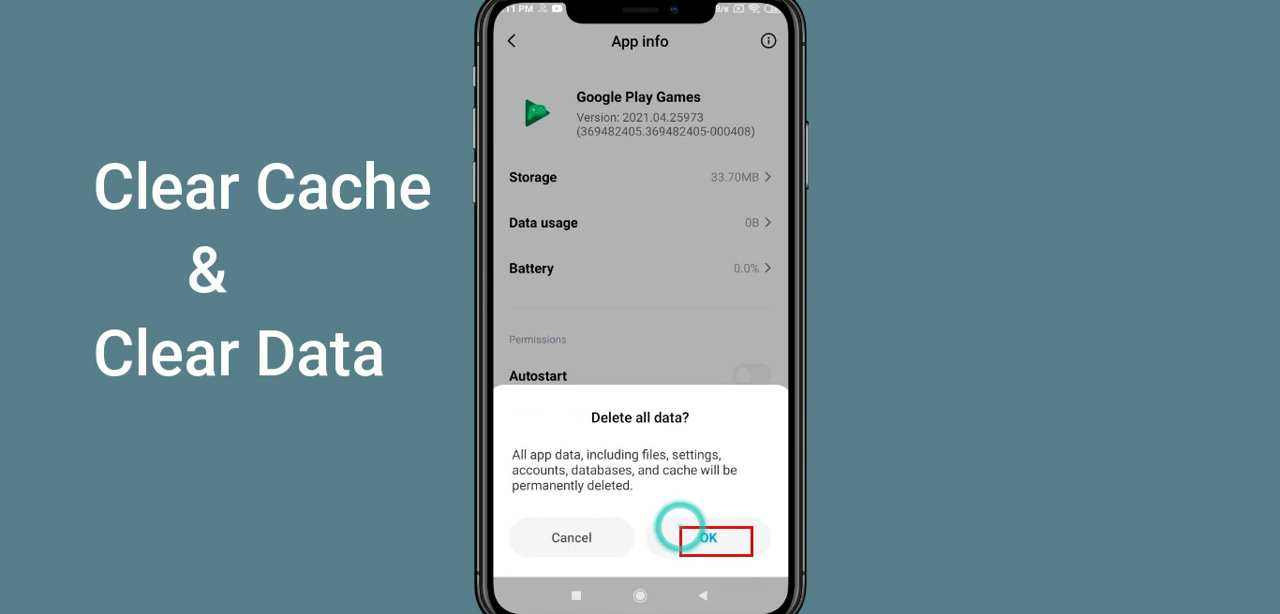 Clear Cache
&
Clear Data
11 PM
B/s
App info
Google Play Games
Version: 2021.04.25973
(369482405.369482405-000408)
Storage 33.70MB
Data usage 0B
Battery 0.0%
Permissions
Autostart
Delete all data?
All app data, including files, settings,
accounts, databases, and cache will be
permanently deleted.
Cancel OK